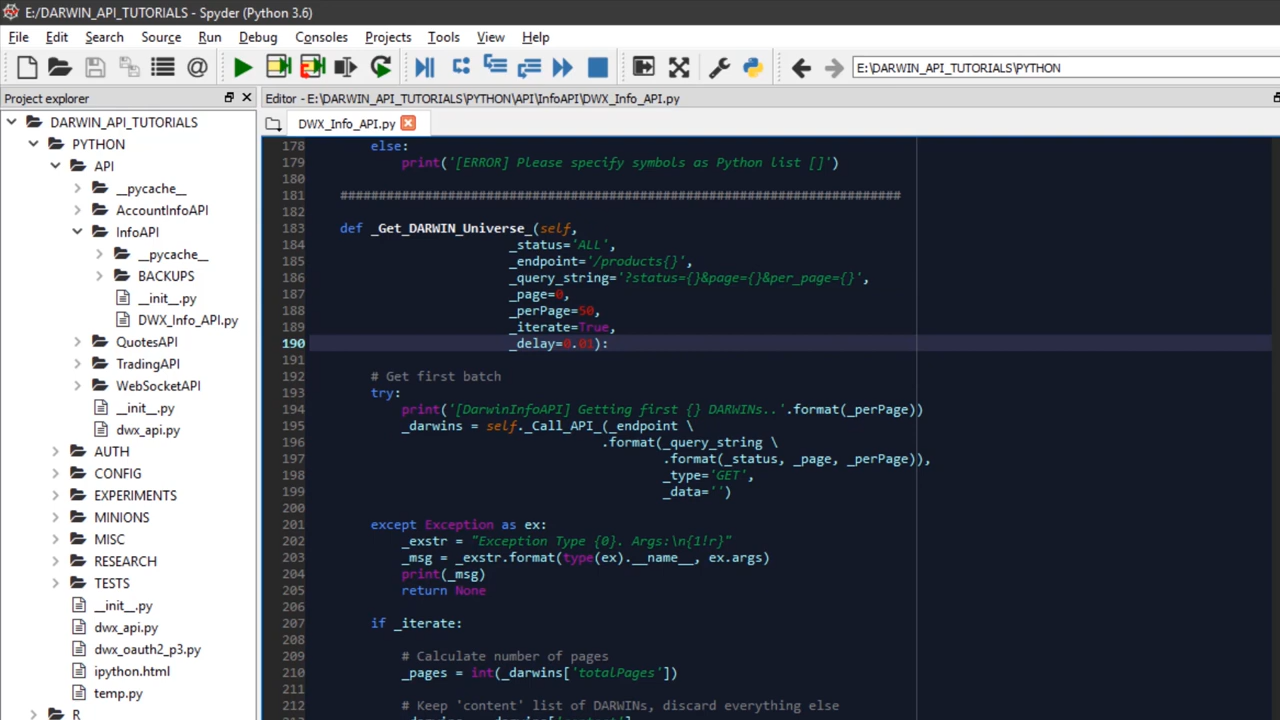 E:/DARWIN_API_TUTORIALS - Spyder (Python 3.6)
File Edit Search Source Run Debug Consoles Projects Tools View Help
E:\DARWIN_API_TUTORIALS\PYTHON
Project explorer
DARWIN_API_TUTORIALS
PYTHON
API
__pycache__
AccountInfoAPI
InfoAPI
__pycache__
BACKUPS
__init__.py
DWX_Info_API.py
QuotesAPI
TradingAPI
WebSocketAPI
__init__.py
dwx_api.py
AUTH
CONFIG
EXPERIMENTS
MINIONS
MISC
RESEARCH
TESTS
__init__.py
dwx_api.py
dwx_oauth2_p3.py
ipython.html
temp.py
R
Editor - E:\DARWIN_API_TUTORIALS\PYTHON\API\InfoAPI\DWX_Info_API.py
DWX_Info_API.py
178 else:
179 print('[ERROR] Please specify symbols as Python list []')
180
181 #########################################################################
182
183 def _Get_DARWIN_Universe_(self,
184 _status='ALL',
185 _endpoint='/products{}',
186 _query_string='?status={}&page={}&per_page={}',
187 _page=0,
188 _perPage=50,
189 _iterate=True,
190 _delay=0.01):
191
192 # Get first batch
193 try:
194 print('[DarwinInfoAPI] Getting first {} DARWINs..'.format(_perPage))
195 _darwins = self._Call_API_(_endpoint \
196 .format(_query_string \
197 .format(_status, _page, _perPage)),
198 _type='GET',
199 _data='')
200
201 except Exception as ex:
202 _exstr = "Exception Type {0}. Args:\n{1!r}"
203 _msg = _exstr.format(type(ex).__name__, ex.args)
204 print(_msg)
205 return None
206
207 if _iterate:
208
209 # Calculate number of pages
210 _pages = int(_darwins['totalPages'])
211
212 # Keep 'content' list of DARWINs, discard everything else